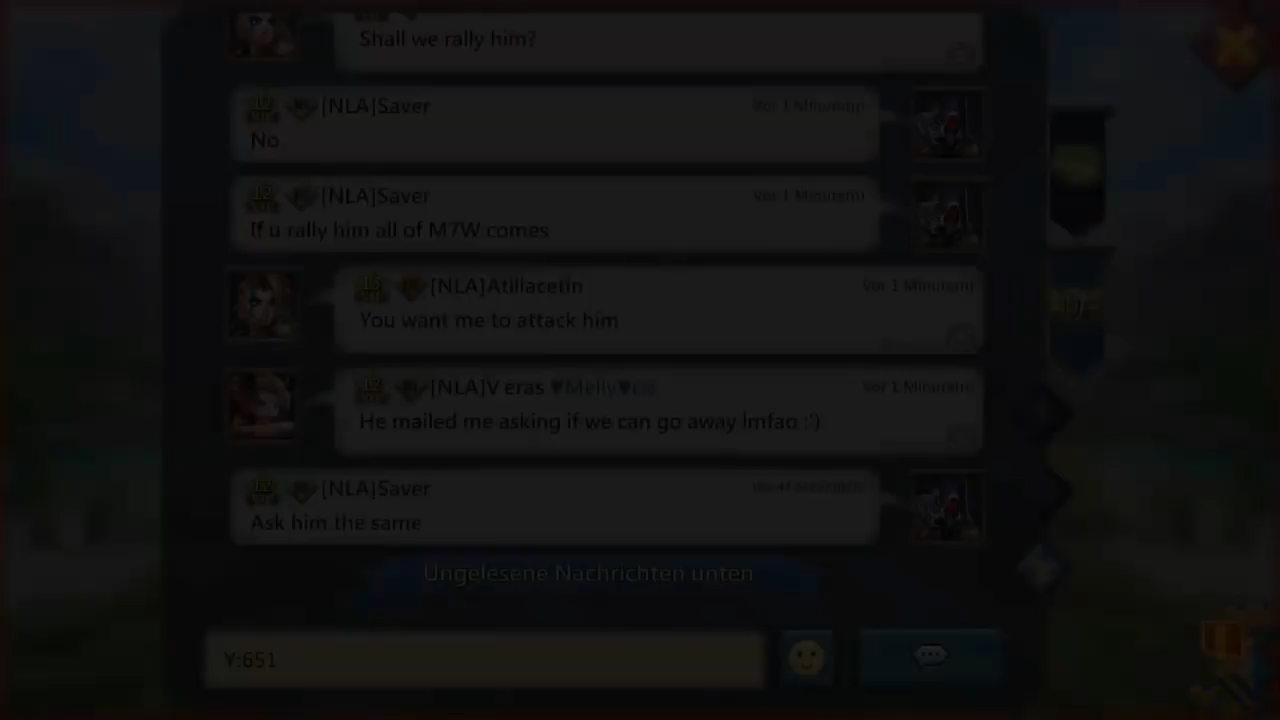 Shall we rally him?
[NLA]Saver
No
[NLA]Saver
If u rally him all of M7W comes
[NLA]Atillacetin
You want me to attack him
[NLA]V eras ♥Melly♥
He mailed me asking if we can go away lmfao :')
[NLA]Saver
Ask him the same
Ungelesene Nachrichten unten
Y:651